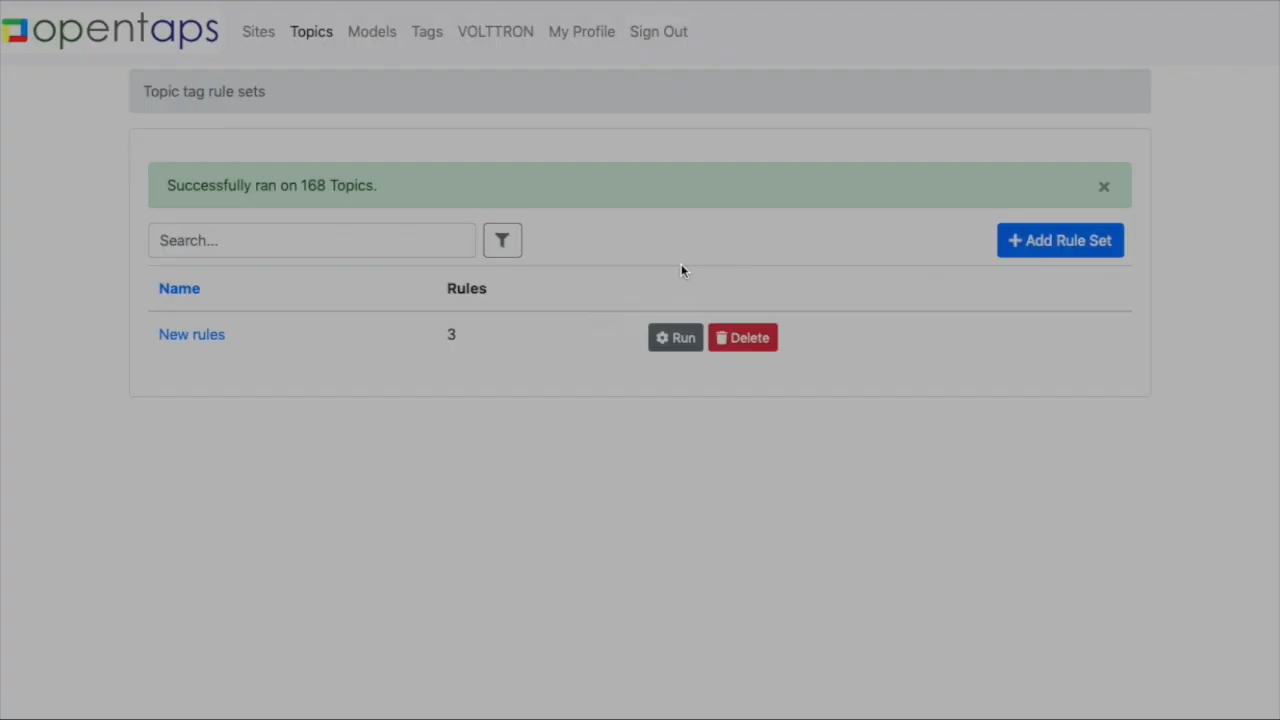 opentaps Sites Topics Models Tags VOLTTRON My Profile Sign Out
Topic tag rule sets
Successfully ran on 168 Topics. ×
Search... + Add Rule Set
Name Rules
New rules 3 Run Delete